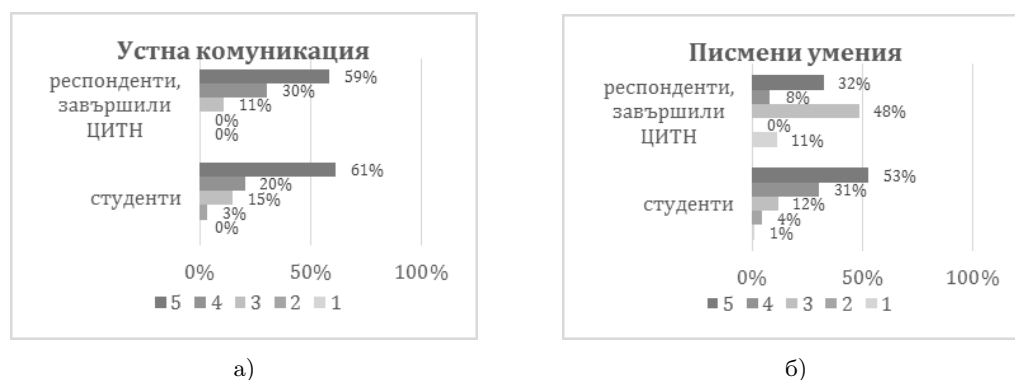 Устна комуникация
респонденти,
завършили
ЦИТН
59%
30%
11%
0%
0%
студенти
61%
20%
15%
3%
0%
0%
50%
100%
5 4 3 2 1
а)
Писмени умения
респонденти,
завършили
ЦИТН
32%
8%
48%
0%
11%
студенти
53%
31%
12%
4%
1%
0%
50%
100%
5 4 3 2 1
б)